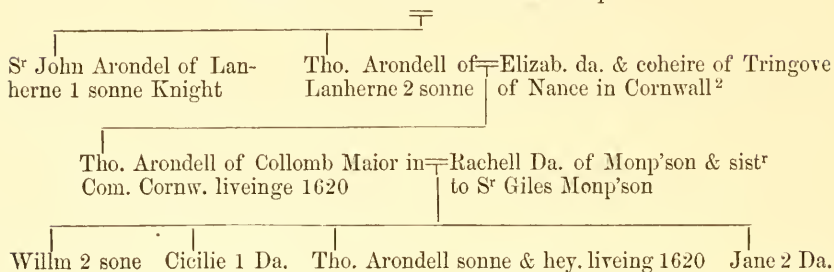 Sʳ John Arondel of Lan-
herne 1 sonne Knight
Tho. Arondell of
Lanherne 2 sonne
Elizab. da. & coheire of Tringove
of Nance in Cornwall²
Tho. Arondell of Collomb Maior in
Com. Cornw. liveinge 1620
Rachell Da. of Monp'son & sistʳ
to Sʳ Giles Monp'son
Willm 2 sone
Cicilie 1 Da.
Tho. Arondell sonne & hey. liveing 1620
Jane 2 Da.